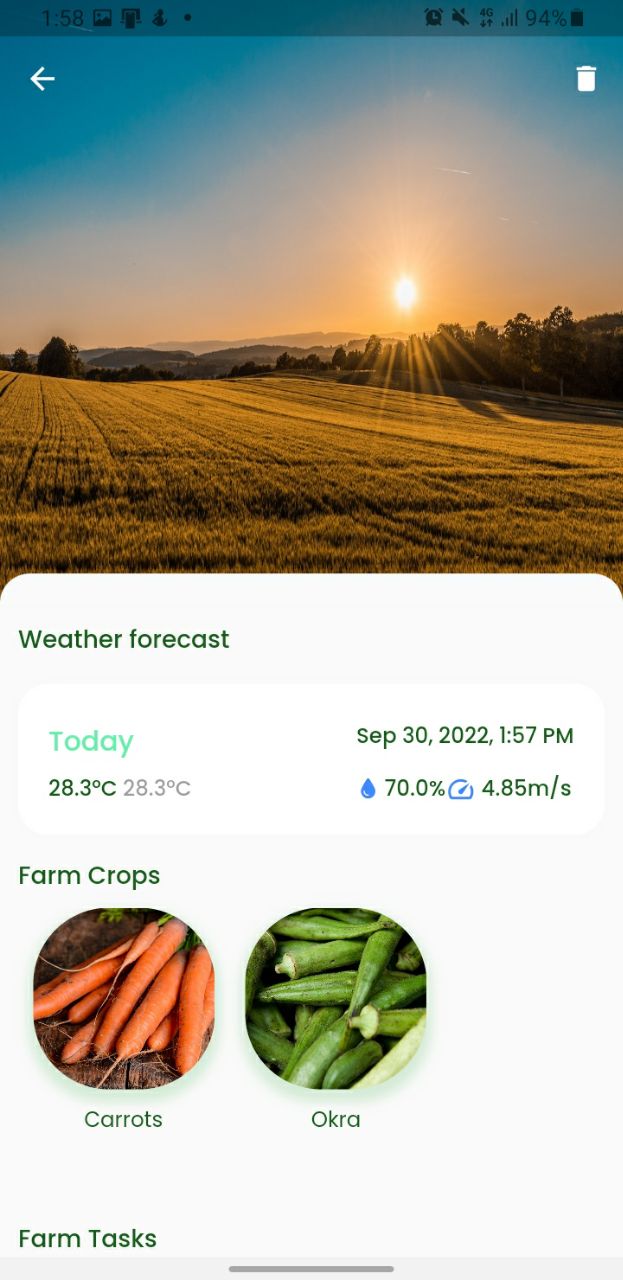 1:58 4G 94%
Weather forecast
Today Sep 30, 2022, 1:57 PM
28.3°C 28.3°C 70.0% 4.85m/s
Farm Crops
Carrots Okra
Farm Tasks